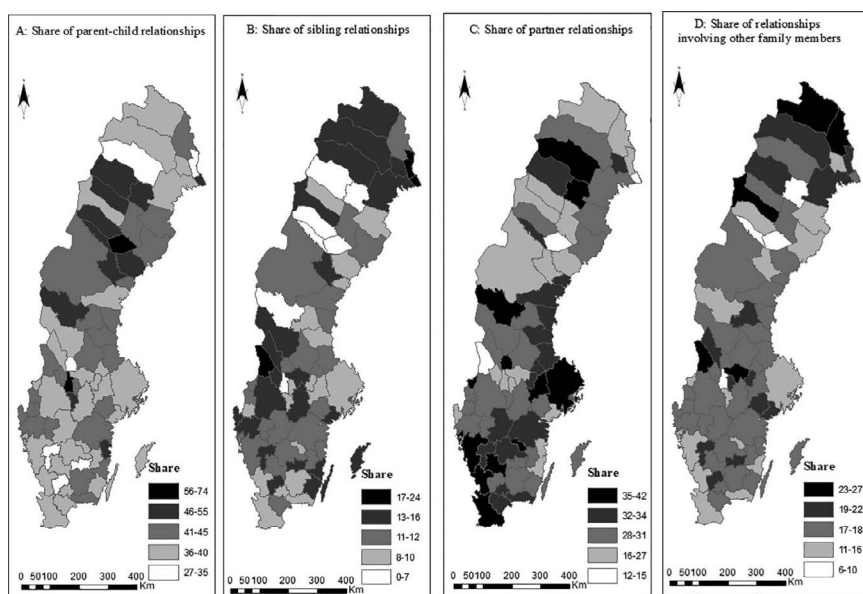 A: Share of parent-child relationships
Share
56-74
46-55
41-45
36-40
27-35
0 50100 200 300 400
Km
B: Share of sibling relationships
Share
17-24
13-16
11-12
8-10
0-7
0 50100 200 300 400
Km
C: Share of partner relationships
Share
35-42
32-34
28-31
16-27
12-15
0 50100 200 300 400
Km
D: Share of relationships
involving other family members
Share
23-27
19-22
17-18
11-16
6-10
0 50100 200 300 400
Km